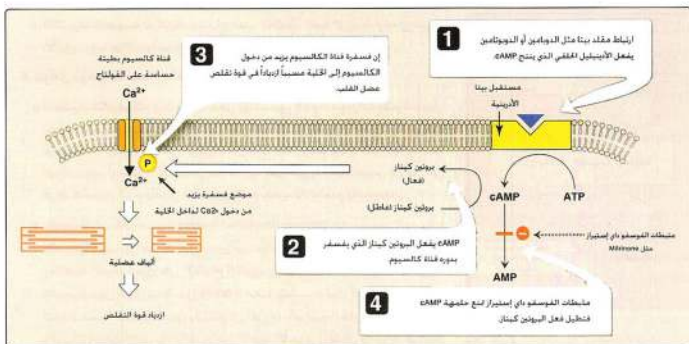 1
ارتباط مقلد بيتا مثل الدوبامين أو الدوبوتامين
يفعل الأدينيليل الحلقي الذي ينتج cAMP.
3
إن فسفرة قناة الكالسيوم يزيد من دخول
الكالسيوم إلى الخلية مسبباً ازدياداً في قوة تقلص
عضل القلب.
قناة كالسيوم بطيئة
حساسة على الفولتاج
Ca²⁺
مستقبل بيتا
الأدرينية
P
Ca²⁺
موضع فسفرة يزيد
من دخول Ca2+ لداخل الخلية
بروتين كيناز
(فعال)
بروتين كيناز (عاطل)
cAMP
ATP
2
cAMP يفعل البروتين كيناز الذي يفسفر
بدوره قناة كالسيوم.
مثبطات الفوسفو داي إستيراز
مثل Milrinone
AMP
ألياف عضلية
ازدياد قوة التقلص
4
مثبطات الفوسفو داي إستيراز تمنع حلمهة cAMP
فتطيل فعل البروتين كيناز.